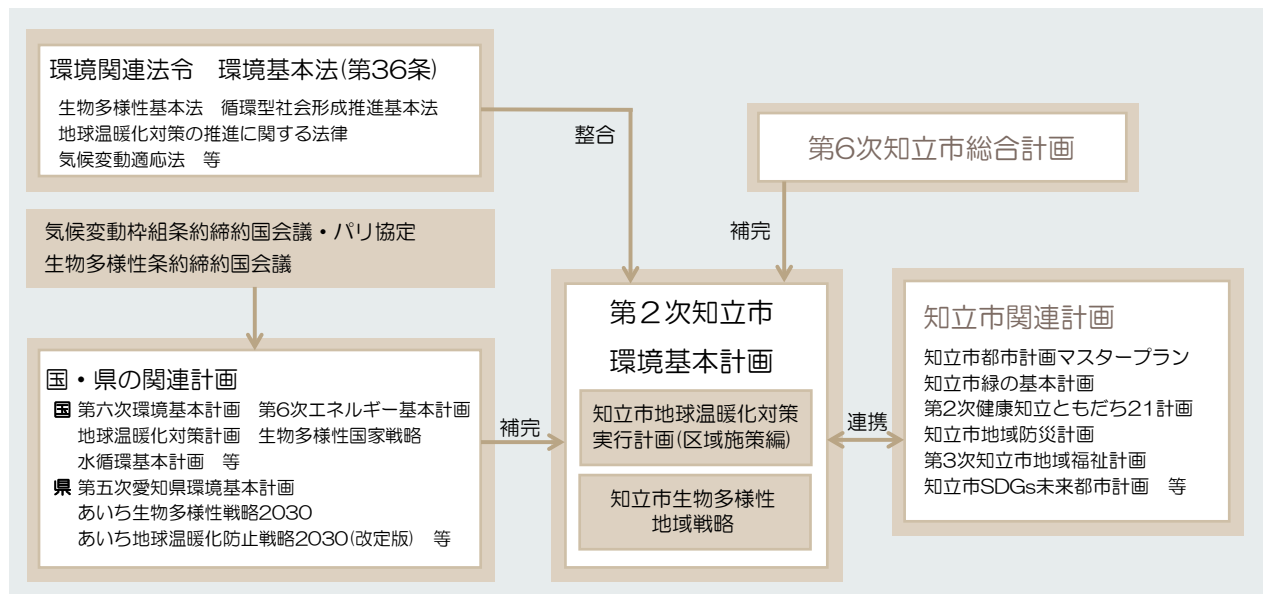 環境関連法令　環境基本法(第36条)
生物多様性基本法　循環型社会形成推進基本法
地球温暖化対策の推進に関する法律
気候変動適応法　等
整合
第6次知立市総合計画
補完
気候変動枠組条約締約国会議・パリ協定
生物多様性条約締約国会議
国・県の関連計画
国 第六次環境基本計画　第6次エネルギー基本計画
地球温暖化対策計画　生物多様性国家戦略
水循環基本計画　等
県 第五次愛知県環境基本計画
あいち生物多様性戦略2030
あいち地球温暖化防止戦略2030(改定版)　等
補完
第２次知立市
環境基本計画
知立市地球温暖化対策
実行計画(区域施策編)
知立市生物多様性
地域戦略
連携
知立市関連計画
知立市都市計画マスタープラン
知立市緑の基本計画
第2次健康知立ともだち21計画
知立市地域防災計画
第3次知立市地域福祉計画
知立市SDGs未来都市計画　等